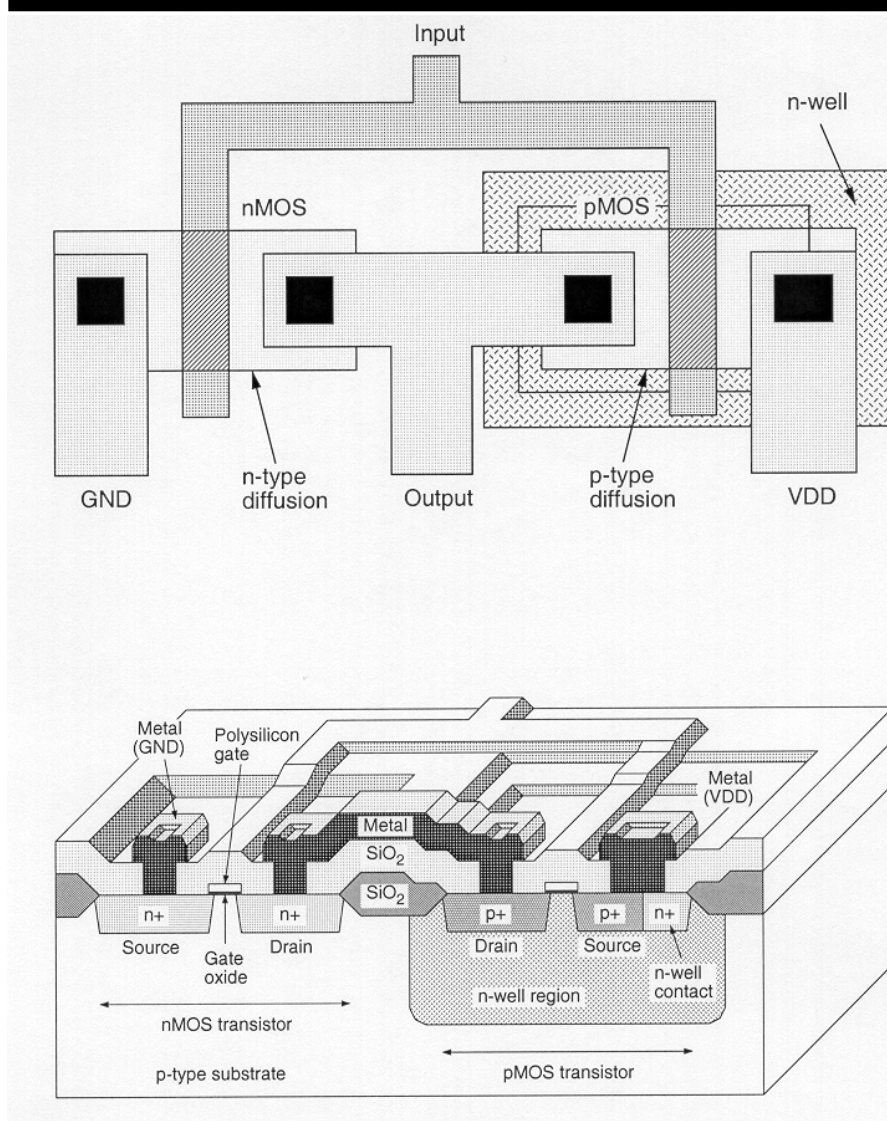 Input
n-well
nMOS
pMOS
GND
n-type
diffusion
Output
p-type
diffusion
VDD
Metal
(GND)
Polysilicon
gate
Metal
(VDD)
Metal
SiO2
SiO2
n+
n+
p+
p+
n+
Source
Gate
oxide
Drain
Drain
Source
n-well region
n-well
contact
nMOS transistor
p-type substrate
pMOS transistor